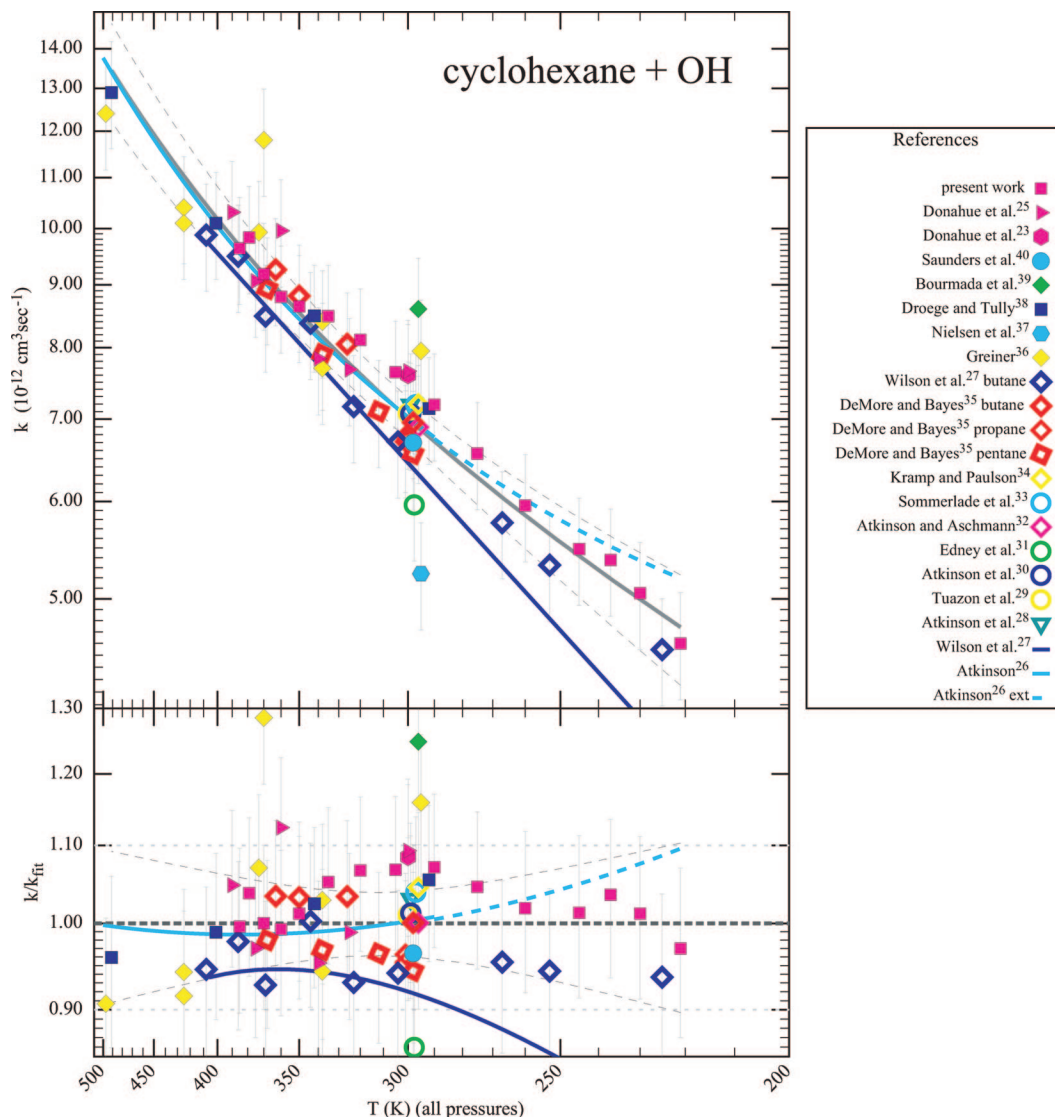 cyclohexane + OH
14.00
13.00
12.00
11.00
10.00
9.00
8.00
7.00
6.00
5.00
k (10⁻¹² cm³sec⁻¹)
1.30
1.20
1.10
1.00
0.90
k/k_fit
500
450
400
350
300
250
200
T (K) (all pressures)
References
present work
Donahue et al.²⁵
Donahue et al.²³
Saunders et al.⁴⁰
Bourmada et al.³⁹
Droege and Tully³⁸
Nielsen et al.³⁷
Greiner³⁶
Wilson et al.²⁷ butane
DeMore and Bayes³⁵ butane
DeMore and Bayes³⁵ propane
DeMore and Bayes³⁵ pentane
Kramp and Paulson³⁴
Sommerlade et al.³³
Atkinson and Aschmann³²
Edney et al.³¹
Atkinson et al.³⁰
Tuazon et al.²⁹
Atkinson et al.²⁸
Wilson et al.²⁷
Atkinson²⁶
Atkinson²⁶ ext